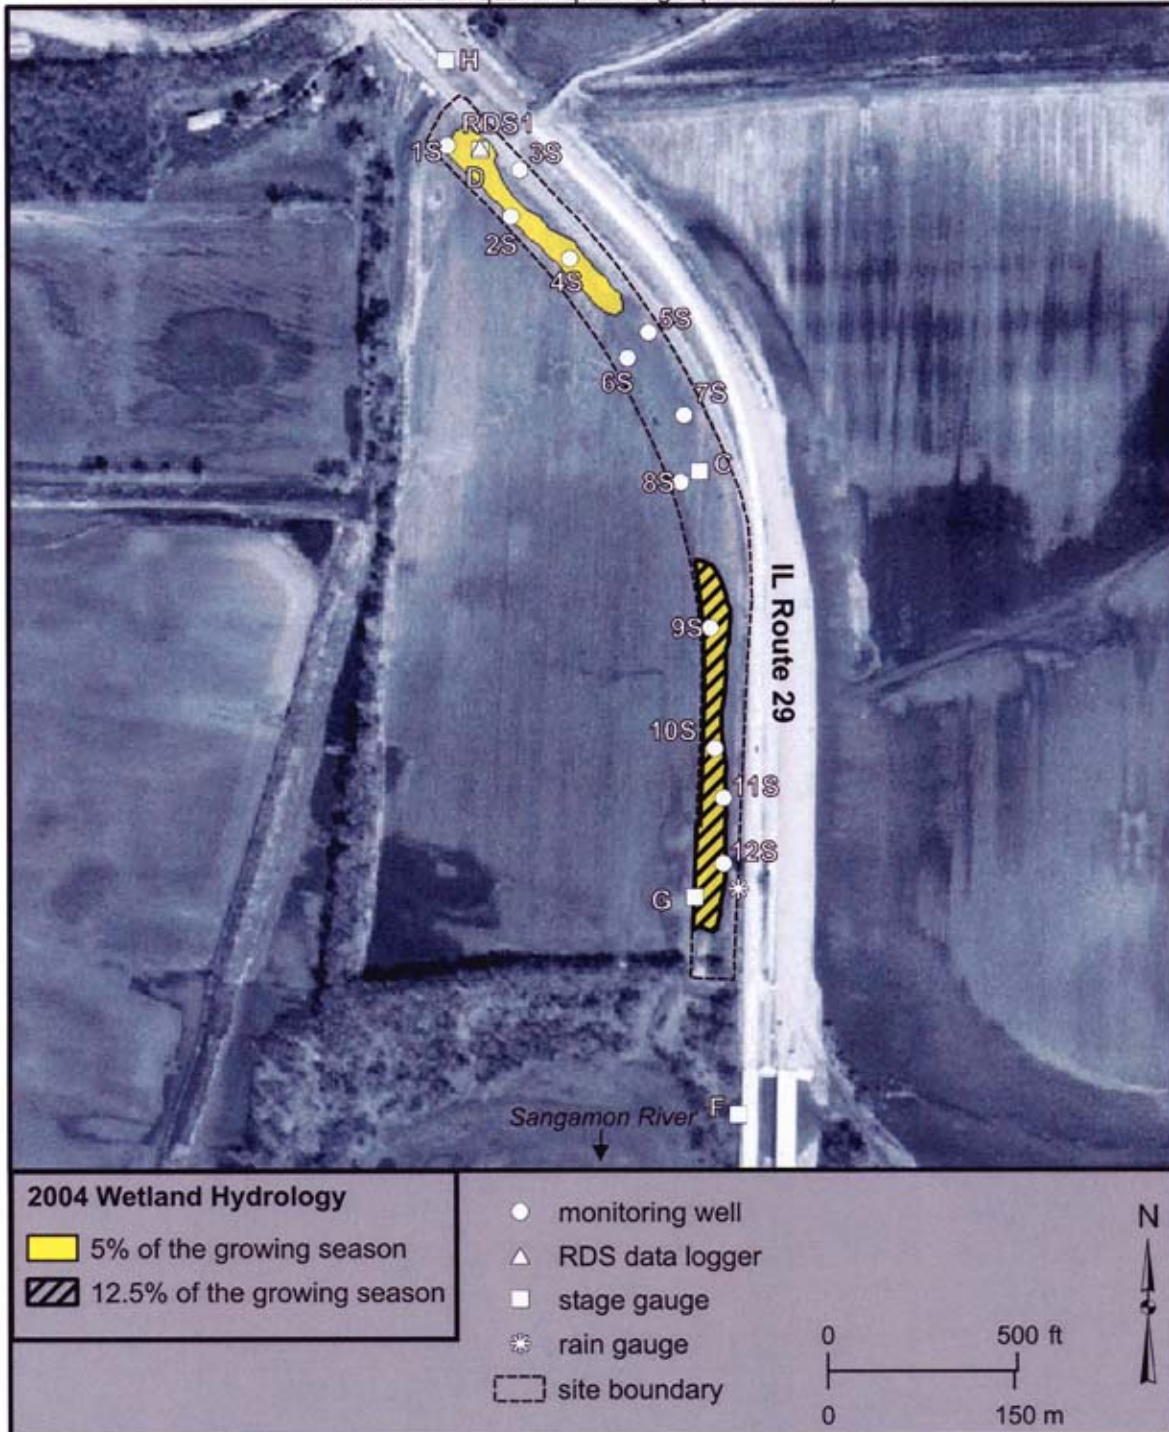 H
RDS1
1S
3S
D
2S
4S
5S
6S
7S
C
8S
IL Route 29
9S
10S
11S
12S
G
F
Sangamon River
2004 Wetland Hydrology
5% of the growing season
12.5% of the growing season
monitoring well
RDS data logger
stage gauge
rain gauge
site boundary
N
0 500 ft
0 150 m